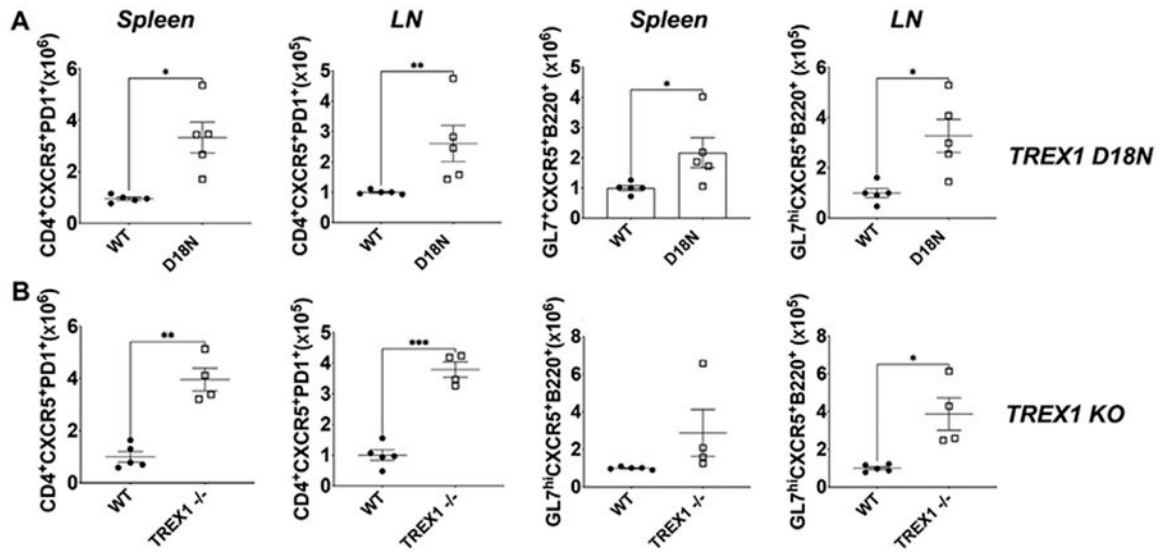 A
Spleen
LN
Spleen
LN
CD4+CXCR5+PD1+(x10⁶)
6
4
2
0
*
WT
D18N
CD4+CXCR5+PD1+(x10⁵)
5
4
3
2
1
0
**
WT
D18N
GL7+CXCR5+B220+ (x10⁶)
5
4
3
2
1
0
*
WT
D18N
GL7ʰⁱCXCR5+B220+ (x10⁵)
6
4
2
0
*
WT
D18N
TREX1 D18N
B
CD4+CXCR5+PD1+(x10⁶)
6
4
2
0
**
WT
TREX1 -/-
CD4+CXCR5+PD1+(x10⁵)
5
4
3
2
1
0
***
WT
TREX1 -/-
GL7ʰⁱCXCR5+B220+(x10⁶)
8
6
4
2
0
WT
TREX1 -/-
GL7ʰⁱCXCR5+B220+ (x10⁵)
8
6
4
2
0
*
WT
TREX1 -/-
TREX1 KO